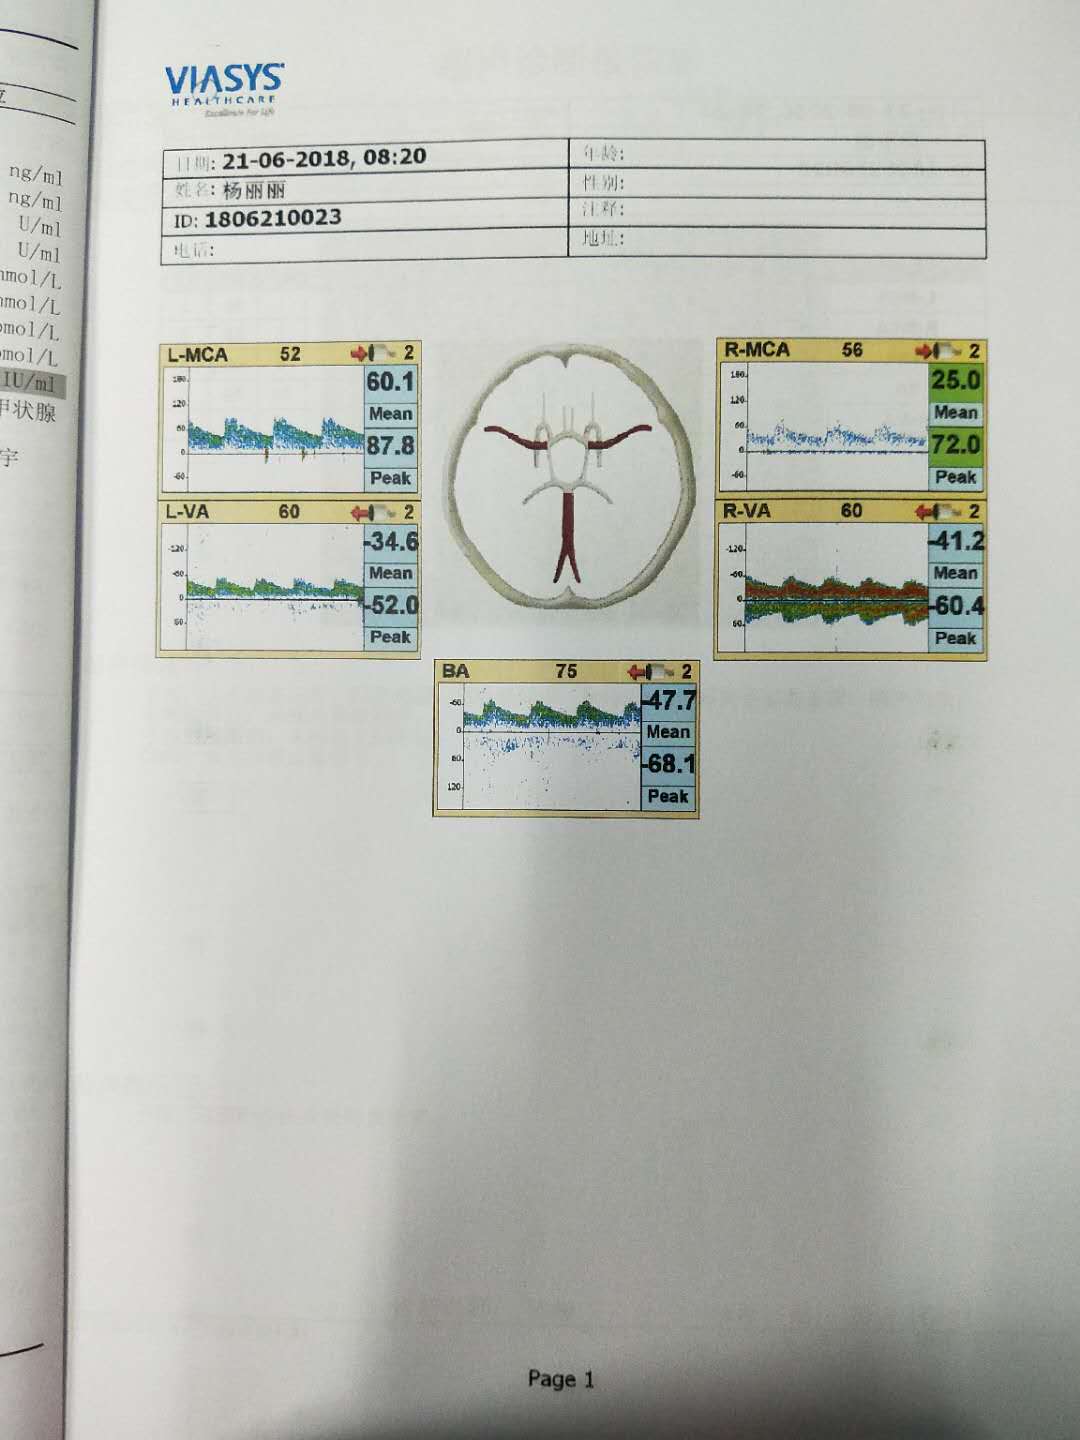 VIASYS
HEALTHCARE
Excellence for Life
立
ng/ml
ng/ml
U/ml
U/ml
mol/L
mol/L
mol/L
mol/L
IU/ml
甲状腺
宇
日期: 21-06-2018, 08:20
年龄:
姓名: 杨丽丽
性别:
ID: 1806210023
注释:
电话:
地址:
L-MCA 52 2
180
120
60
0
-60
60.1
Mean
87.8
Peak
R-MCA 56 2
180
120
60
0
-60
25.0
Mean
72.0
Peak
L-VA 60 2
-120
-60
0
60
-34.6
Mean
-52.0
Peak
R-VA 60 2
-120
-60
0
60
-41.2
Mean
-60.4
Peak
BA 75 2
-60
0
60
120
-47.7
Mean
-68.1
Peak
Page 1